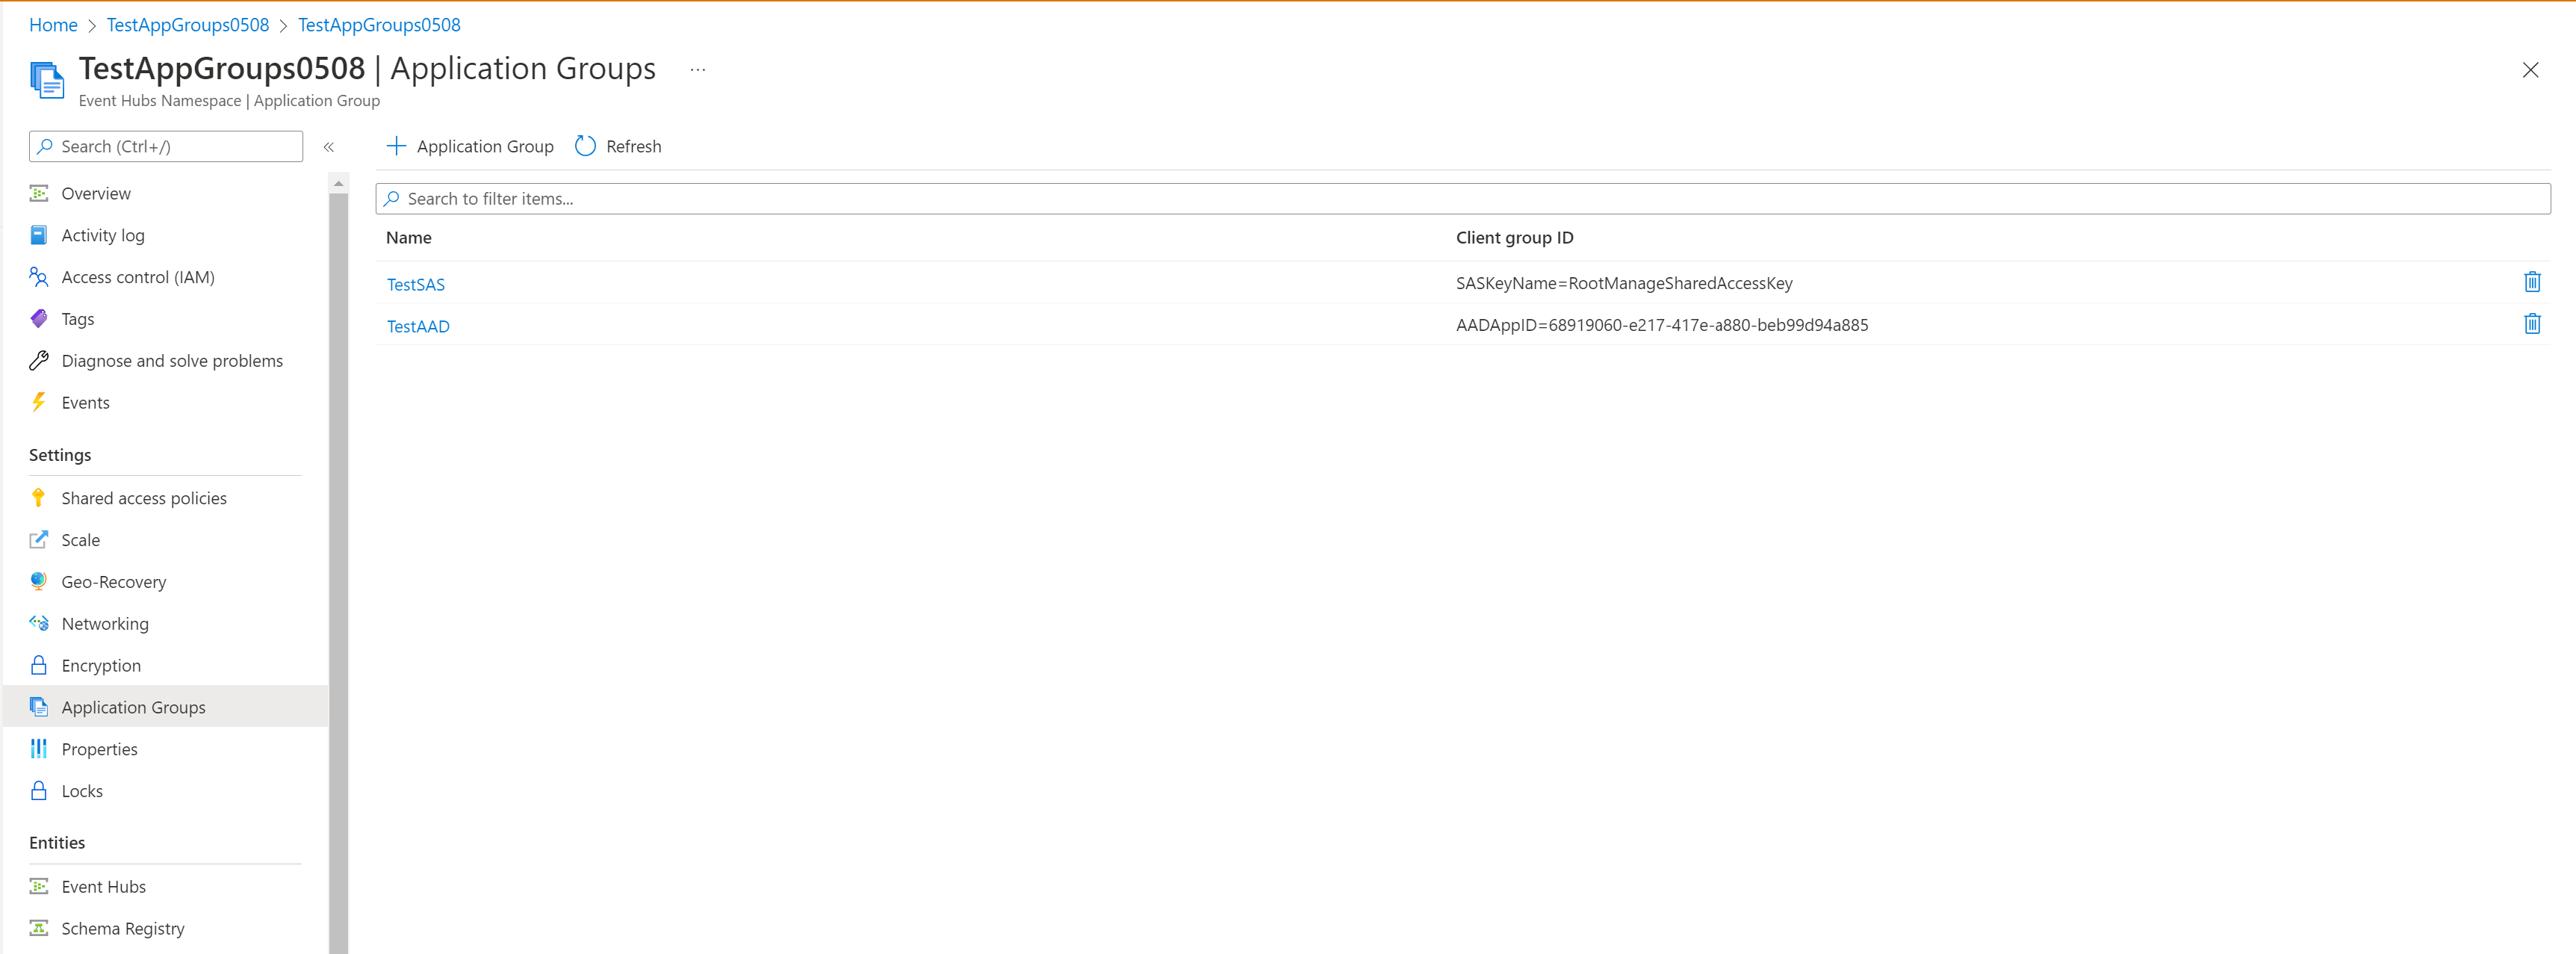 Home > TestAppGroups0508 > TestAppGroups0508
TestAppGroups0508 | Application Groups ...
Event Hubs Namespace | Application Group
Search (Ctrl+/) «
Overview
Activity log
Access control (IAM)
Tags
Diagnose and solve problems
Events
Settings
Shared access policies
Scale
Geo-Recovery
Networking
Encryption
Application Groups
Properties
Locks
Entities
Event Hubs
Schema Registry
+ Application Group Refresh
Search to filter items...
Name Client group ID
TestSAS SASKeyName=RootManageSharedAccessKey
TestAAD AADAppID=68919060-e217-417e-a880-beb99d94a885